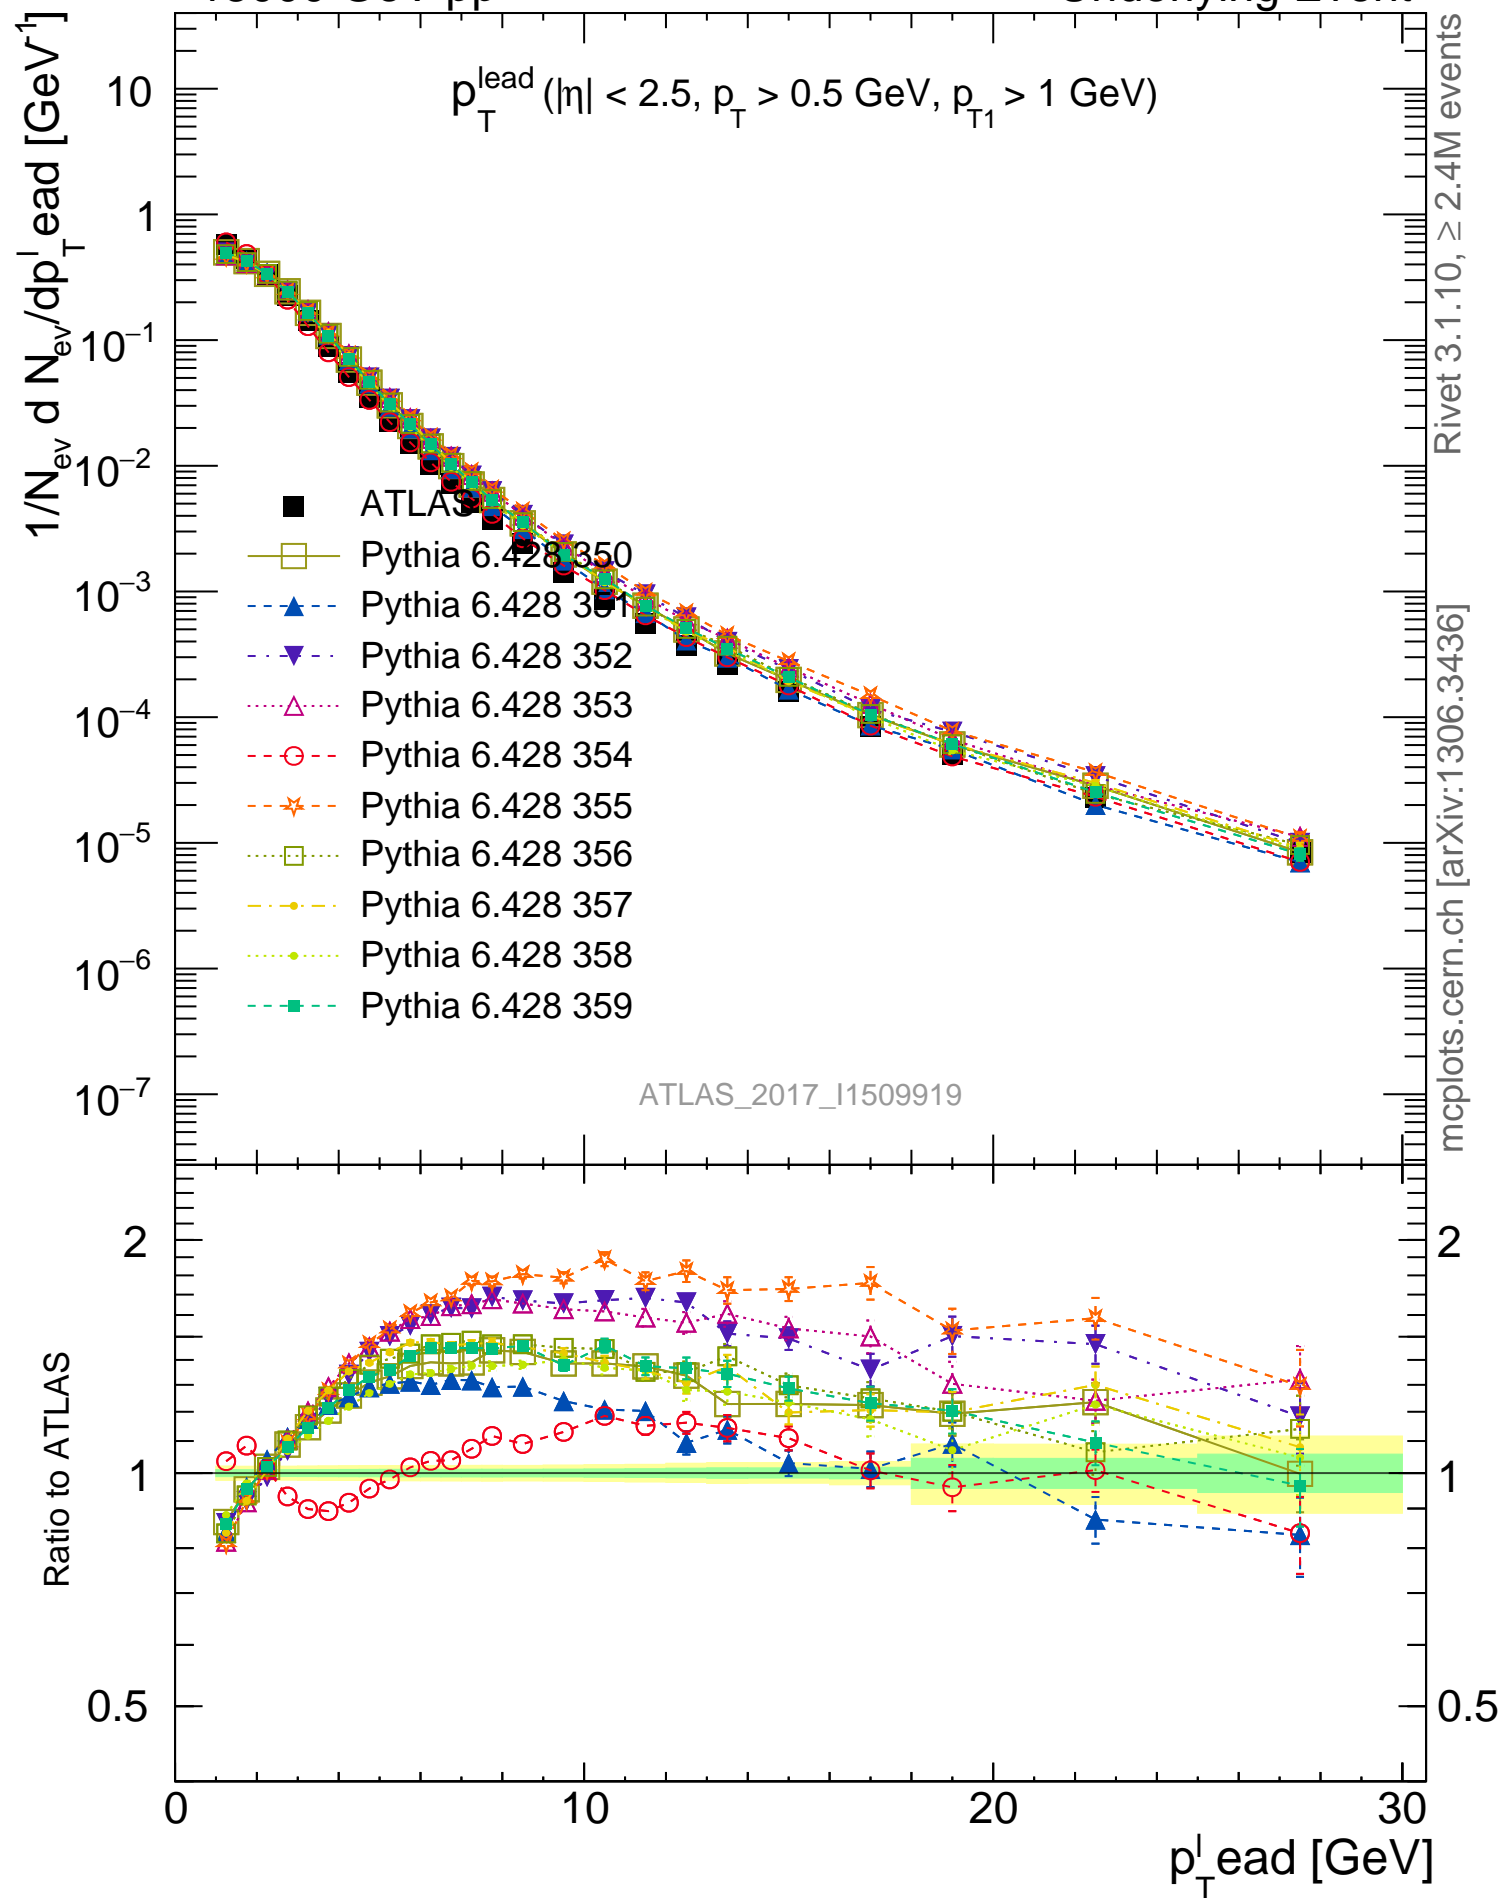 13000 GeV pp
Underlying Event
p_T^lead (|η| < 2.5, p_T > 0.5 GeV, p_T1 > 1 GeV)
1/N_ev d N_ev/dp_T^lead [GeV^-1]
10
1
10^−1
10^−2
10^−3
10^−4
10^−5
10^−6
10^−7
ATLAS
Pythia 6.428 350
Pythia 6.428 351
Pythia 6.428 352
Pythia 6.428 353
Pythia 6.428 354
Pythia 6.428 355
Pythia 6.428 356
Pythia 6.428 357
Pythia 6.428 358
Pythia 6.428 359
ATLAS_2017_I1509919
Rivet 3.1.10, ≥ 2.4M events
mcplots.cern.ch [arXiv:1306.3436]
Ratio to ATLAS
2
1
0.5
2
1
0.5
0 10 20 30
p_T^lead [GeV]